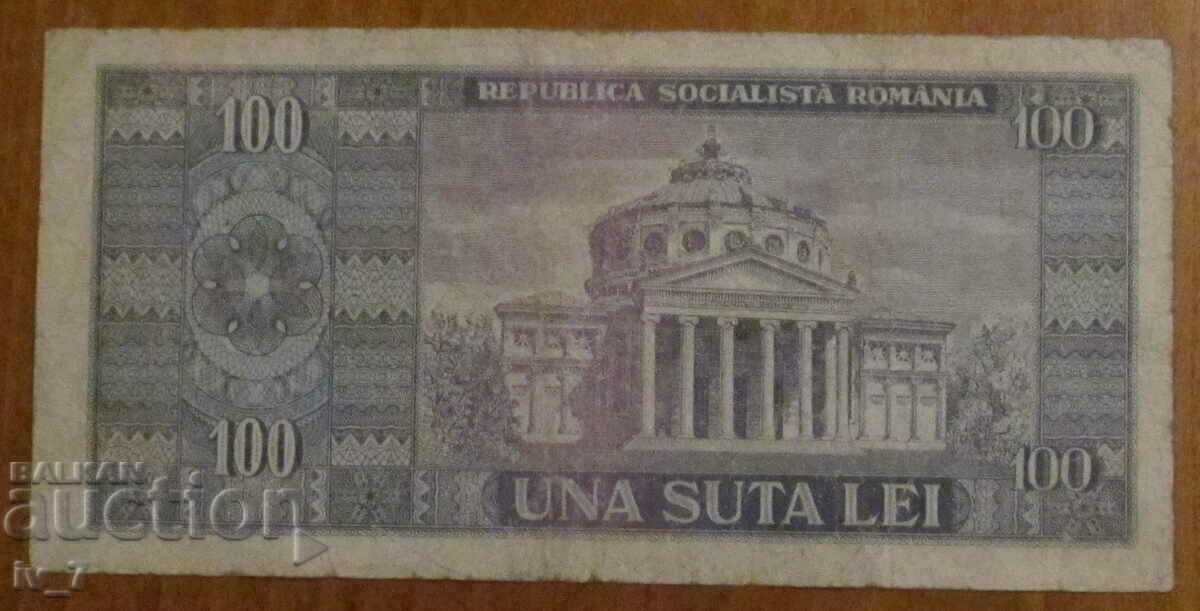 100
REPUBLICA SOCIALISTĂ ROMÂNIA
100
100
UNA SUTA LEI
100
BALKAN
auction
iv_7